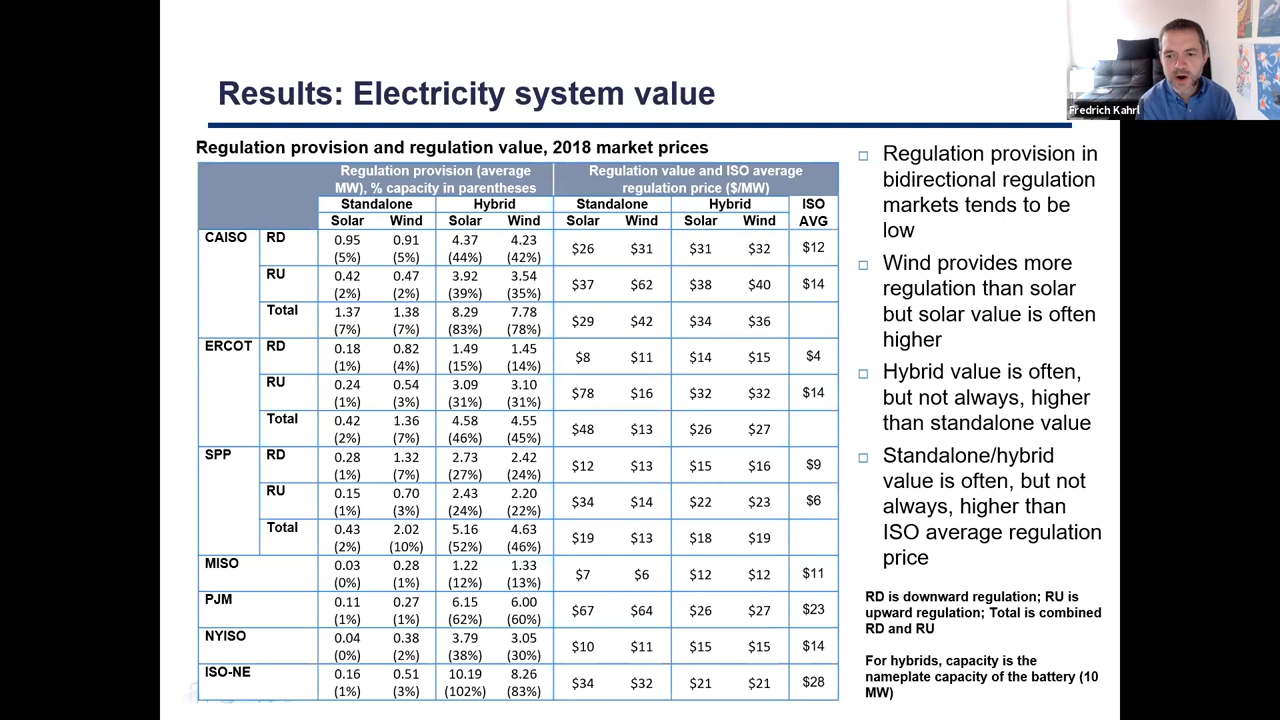 Results: Electricity system value
Fredrich Kahrl
Regulation provision and regulation value, 2018 market prices
Regulation provision (average MW), % capacity in parentheses Regulation value and ISO average regulation price ($/MW)
Standalone Hybrid Standalone Hybrid ISO AVG
Solar Wind Solar Wind Solar Wind Solar Wind
CAISO RD 0.95 0.91 4.37 4.23 $26 $31 $31 $32 $12
(5%) (5%) (44%) (42%)
RU 0.42 0.47 3.92 3.54 $37 $62 $38 $40 $14
(2%) (2%) (39%) (35%)
Total 1.37 1.38 8.29 7.78 $29 $42 $34 $36
(7%) (7%) (83%) (78%)
ERCOT RD 0.18 0.82 1.49 1.45 $8 $11 $14 $15 $4
(1%) (4%) (15%) (14%)
RU 0.24 0.54 3.09 3.10 $78 $16 $32 $32 $14
(1%) (3%) (31%) (31%)
Total 0.42 1.36 4.58 4.55 $48 $13 $26 $27
(2%) (7%) (46%) (45%)
SPP RD 0.28 1.32 2.73 2.42 $12 $13 $15 $16 $9
(1%) (7%) (27%) (24%)
RU 0.15 0.70 2.43 2.20 $34 $14 $22 $23 $6
(1%) (3%) (24%) (22%)
Total 0.43 2.02 5.16 4.63 $19 $13 $18 $19
(2%) (10%) (52%) (46%)
MISO 0.03 0.28 1.22 1.33 $7 $6 $12 $12 $11
(0%) (1%) (12%) (13%)
PJM 0.11 0.27 6.15 6.00 $67 $64 $26 $27 $23
(1%) (1%) (62%) (60%)
NYISO 0.04 0.38 3.79 3.05 $10 $11 $15 $15 $14
(0%) (2%) (38%) (30%)
ISO-NE 0.16 0.51 10.19 8.26 $34 $32 $21 $21 $28
(1%) (3%) (102%) (83%)
Regulation provision in
bidirectional regulation
markets tends to be
low
Wind provides more
regulation than solar
but solar value is often
higher
Hybrid value is often,
but not always, higher
than standalone value
Standalone/hybrid
value is often, but not
always, higher than
ISO average regulation
price
RD is downward regulation; RU is
upward regulation; Total is combined
RD and RU
For hybrids, capacity is the
nameplate capacity of the battery (10
MW)